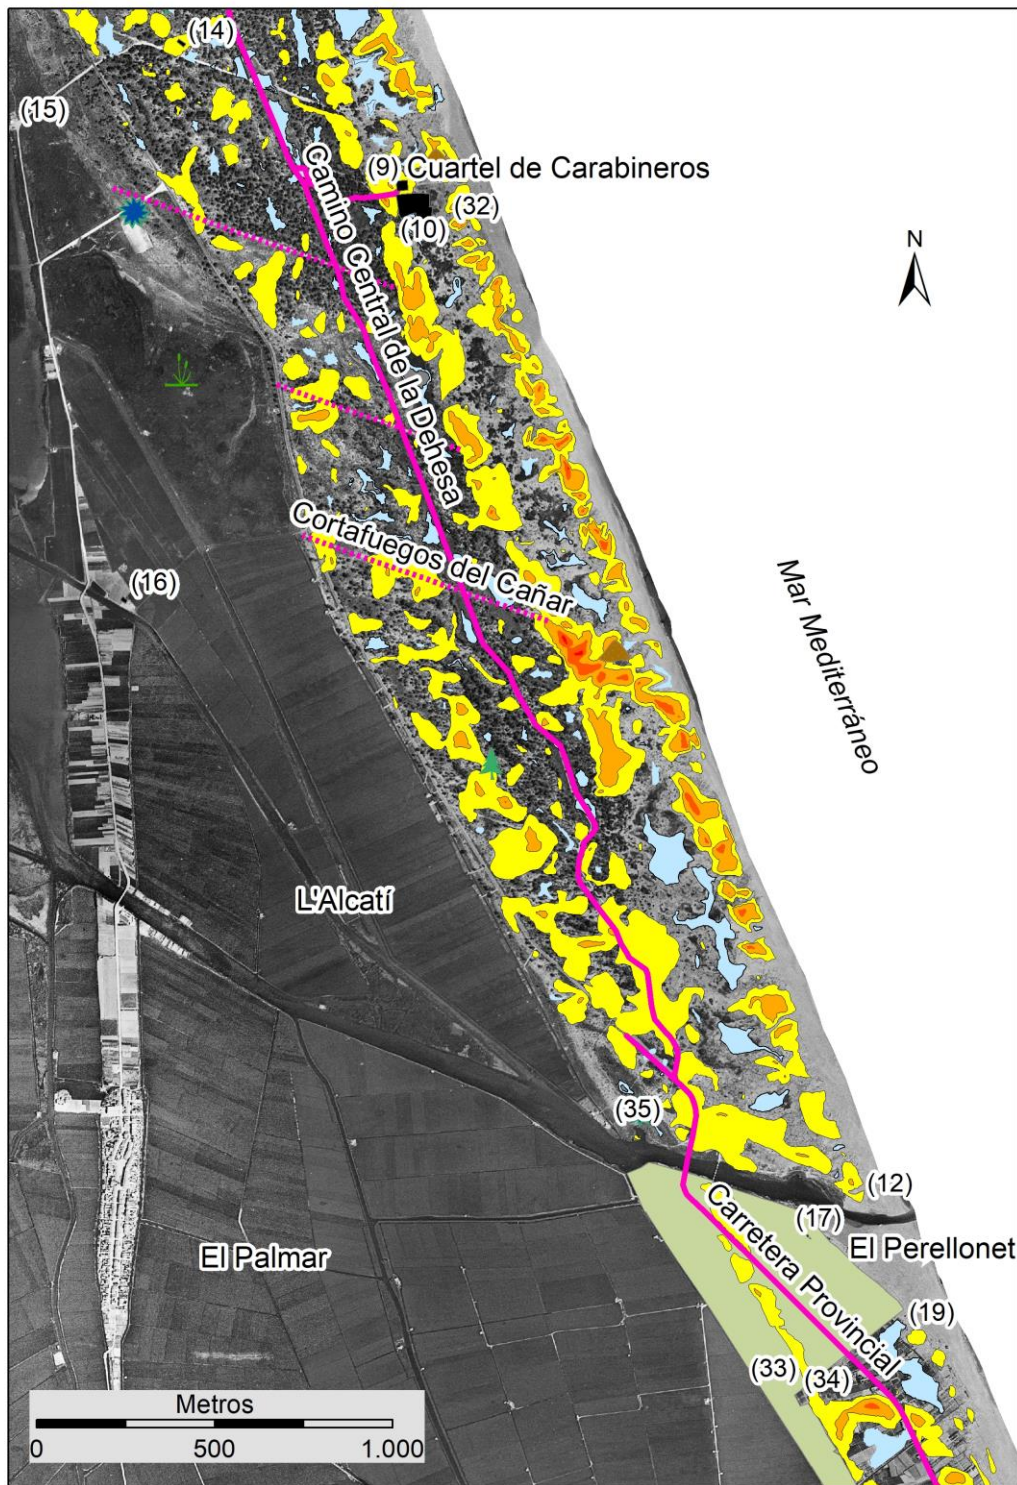 (14)
(15)
(9) Cuartel de Carabineros
(32)
(10)
N
Camino Central de la Dehesa
Cortafuegos del Cañar
(16)
Mar Mediterráneo
L'Alcatí
(35)
(12)
(17)
El Perellonet
El Palmar
Carretera Provincial
(19)
(33) (34)
Metros
0 500 1.000